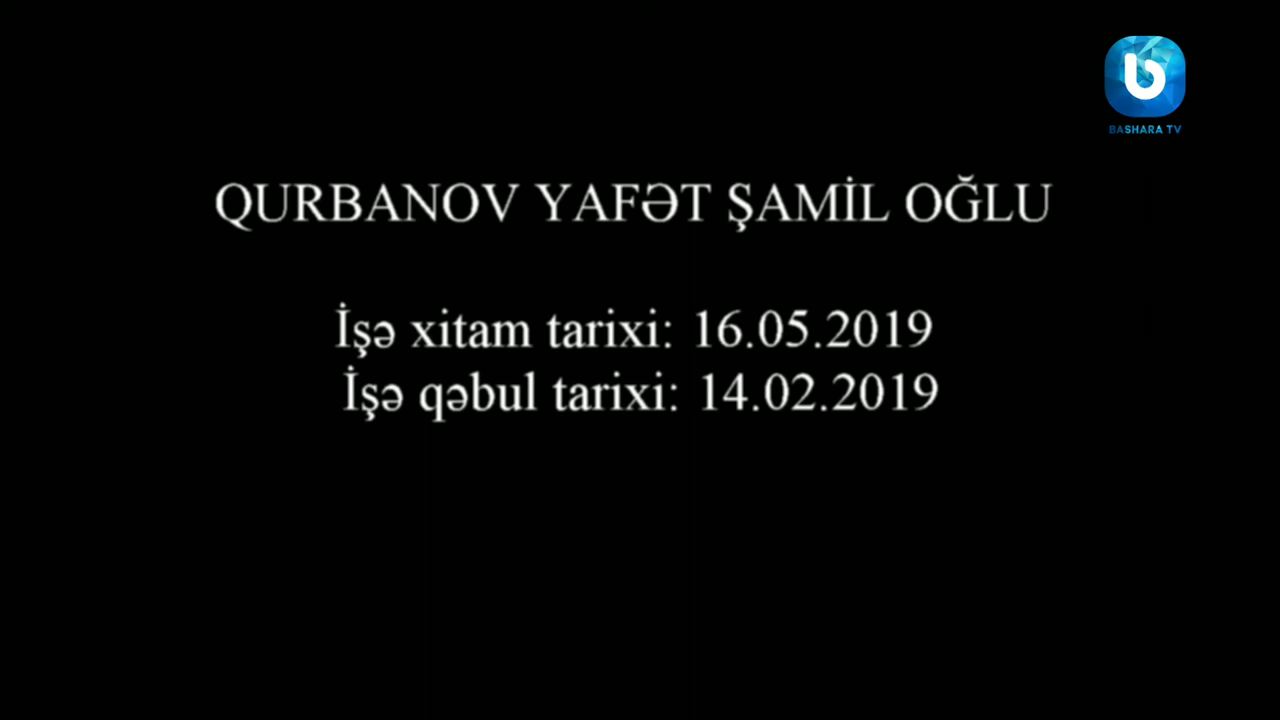 BASHARA TV
QURBANOV YAFƏT ŞAMİL OĞLU
İşə xitam tarixi: 16.05.2019
İşə qəbul tarixi: 14.02.2019